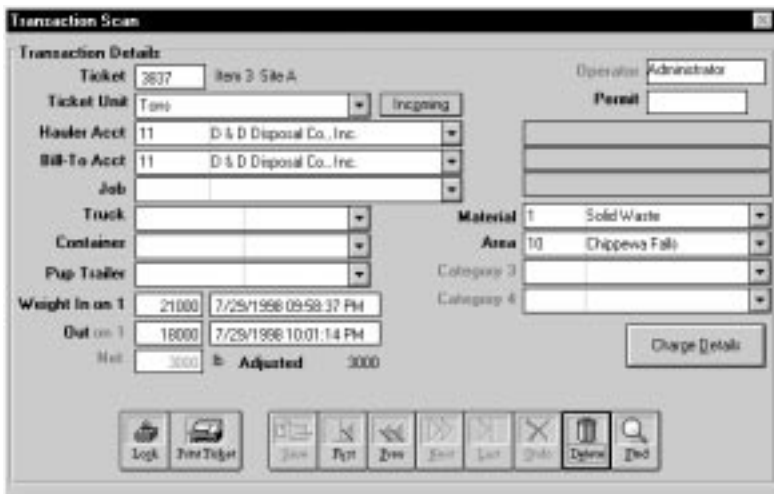 Transaction Scan
Transaction Details
Ticket 3837 Item 3 Site A
Operator Administrator
Ticket Unit Tons Incoming
Permit
Hauler Acct 11 D & D Disposal Co., Inc.
Bill-To Acct 11 D & D Disposal Co., Inc.
Job
Truck
Material 1 Solid Waste
Container
Area 10 Chippewa Falls
Pup Trailer
Category 3
Weight In on 1 21000 7/29/1998 09:58:37 PM
Category 4
Out on 1 18000 7/29/1998 10:01:14 PM
Net 3000 lb Adjusted 3000
Charge Details
Look Print Ticket Save First Prev Next Last Undo Delete Find